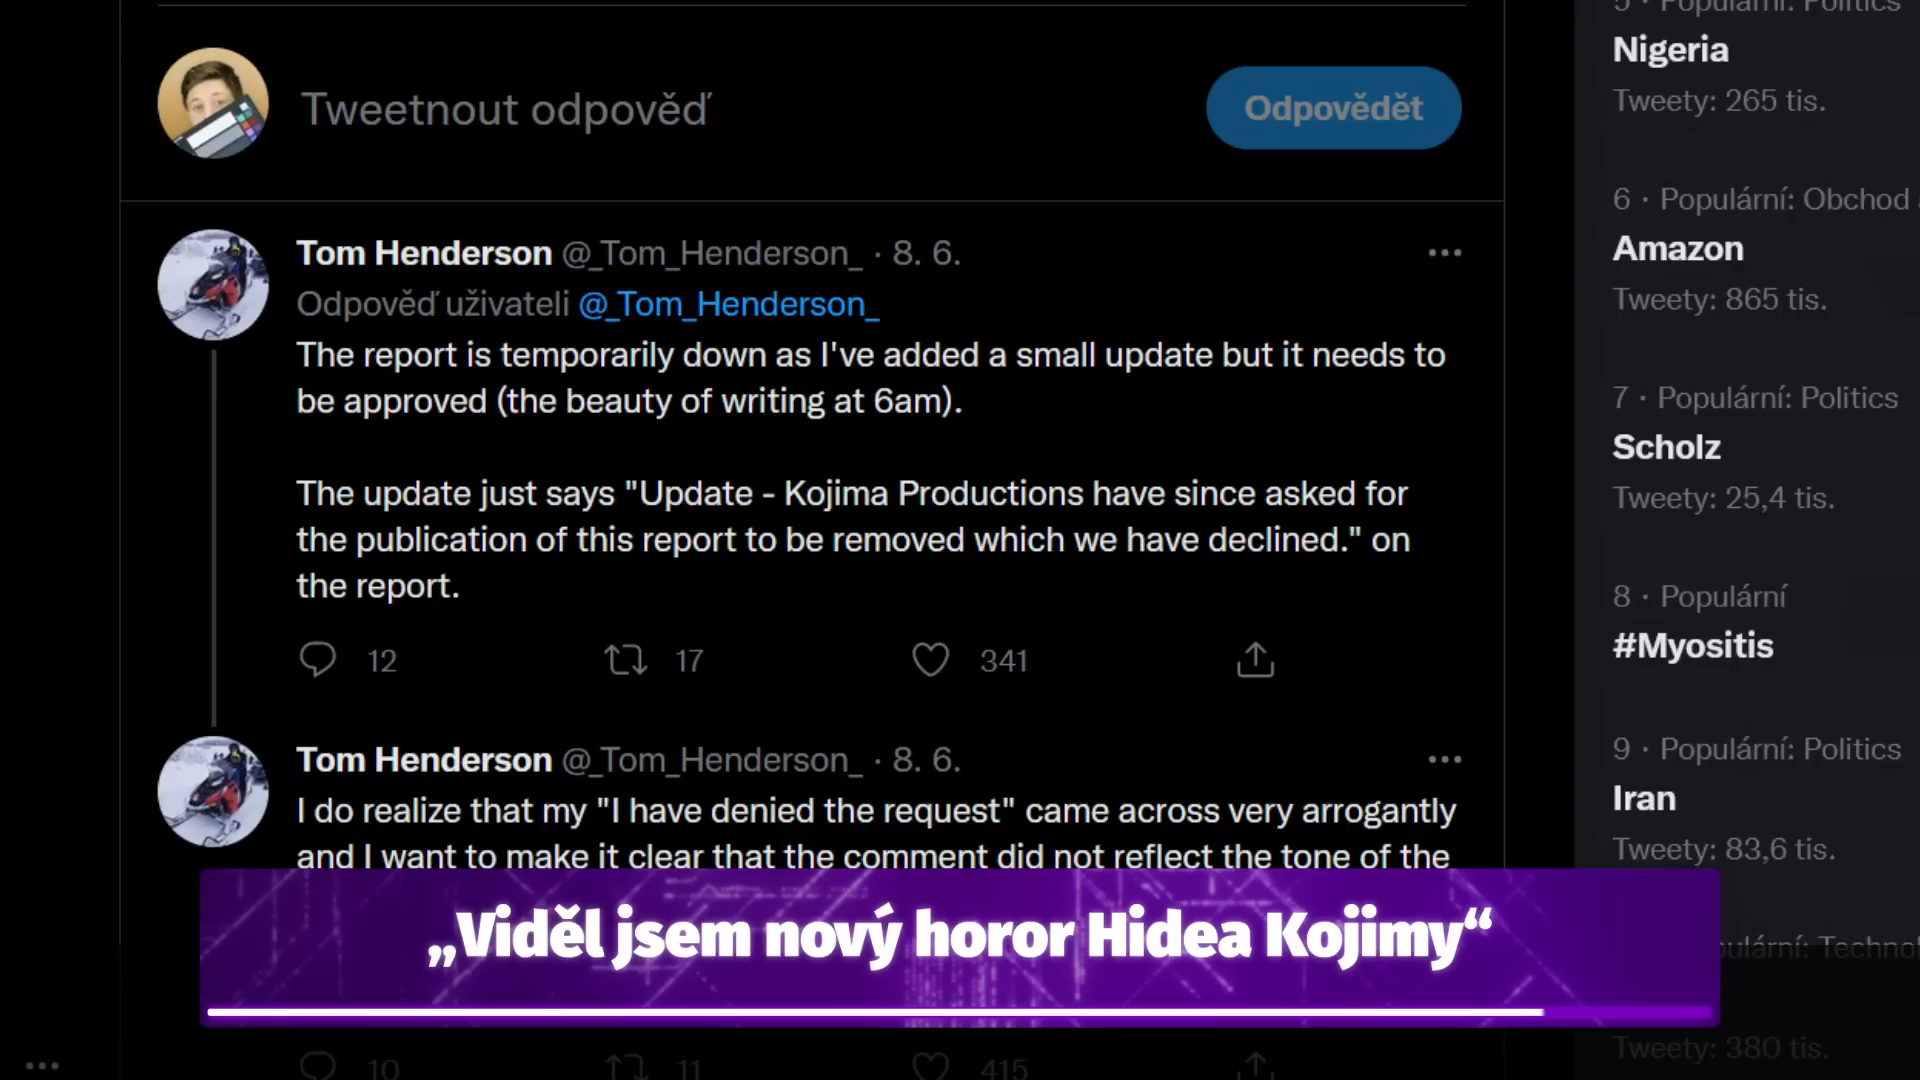 Tweetnout odpověď
Odpovědět
Tom Henderson @_Tom_Henderson_ · 8. 6.
Odpověď uživateli @_Tom_Henderson_
The report is temporarily down as I've added a small update but it needs to
be approved (the beauty of writing at 6am).
The update just says "Update - Kojima Productions have since asked for
the publication of this report to be removed which we have declined." on
the report.
12 17 341
Tom Henderson @_Tom_Henderson_ · 8. 6.
I do realize that my "I have denied the request" came across very arrogantly
and I want to make it clear that the comment did not reflect the tone of the
10 11 415
„Viděl jsem nový horor Hidea Kojimy“
5 · Populární: Politics
Nigeria
Tweety: 265 tis.
6 · Populární: Obchod
Amazon
Tweety: 865 tis.
7 · Populární: Politics
Scholz
Tweety: 25,4 tis.
8 · Populární
#Myositis
9 · Populární: Politics
Iran
Tweety: 83,6 tis.
Tweety: 380 tis.